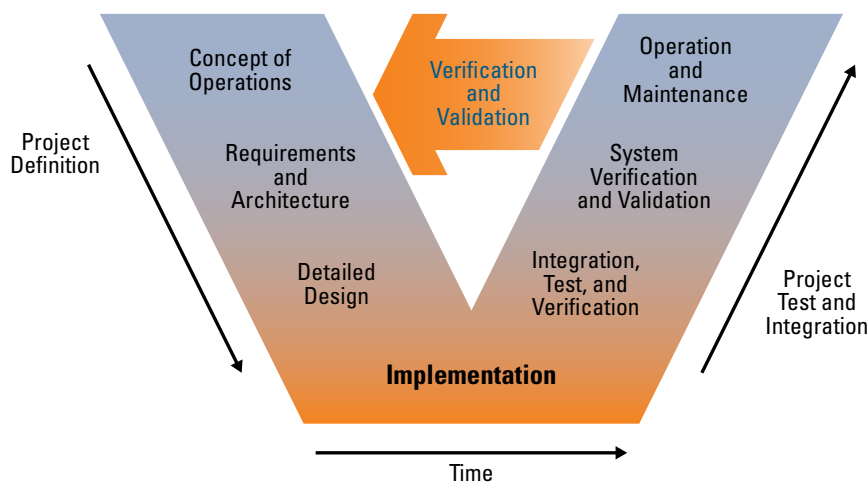 Concept of
Operations
Verification
and
Validation
Operation
and
Maintenance
Project
Definition
Requirements
and
Architecture
System
Verification
and Validation
Detailed
Design
Integration,
Test, and
Verification
Project
Test and
Integration
Implementation
Time